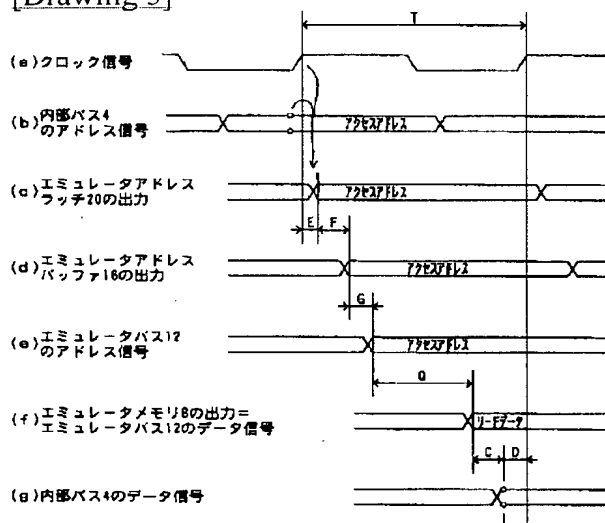 [Drawing 3]
T
(a)クロック信号
(b)内部バス4
のアドレス信号
アクセスアドレス
(c)エミュレータアドレス
ラッチ20の出力
アクセスアドレス
E F
(d)エミュレータアドレス
バッファ16の出力
アクセスアドレス
G
(e)エミュレータバス12
のアドレス信号
アクセスアドレス
Q
(f)エミュレータメモリ8の出力=
エミュレータバス12のデータ信号
リードデータ
C D
(g)内部バス4のデータ信号